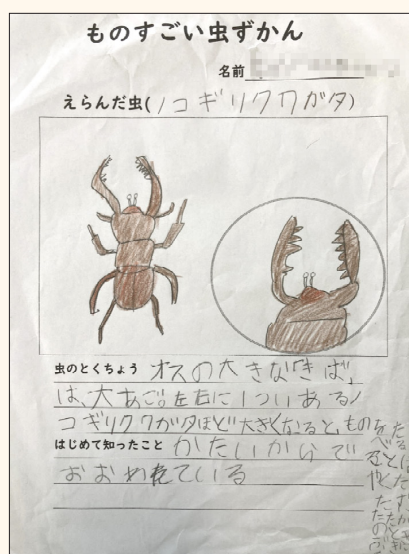 ものすごい虫ずかん
名前
えらんだ虫(ノコギリクワガタ)
虫のとくちょう オスの大きな「きば」
は、大あご。左右に1ついある。ノ
コギリクワガタほど大きくなると、もの
はじめて知ったこと かたいからで
おおわれている